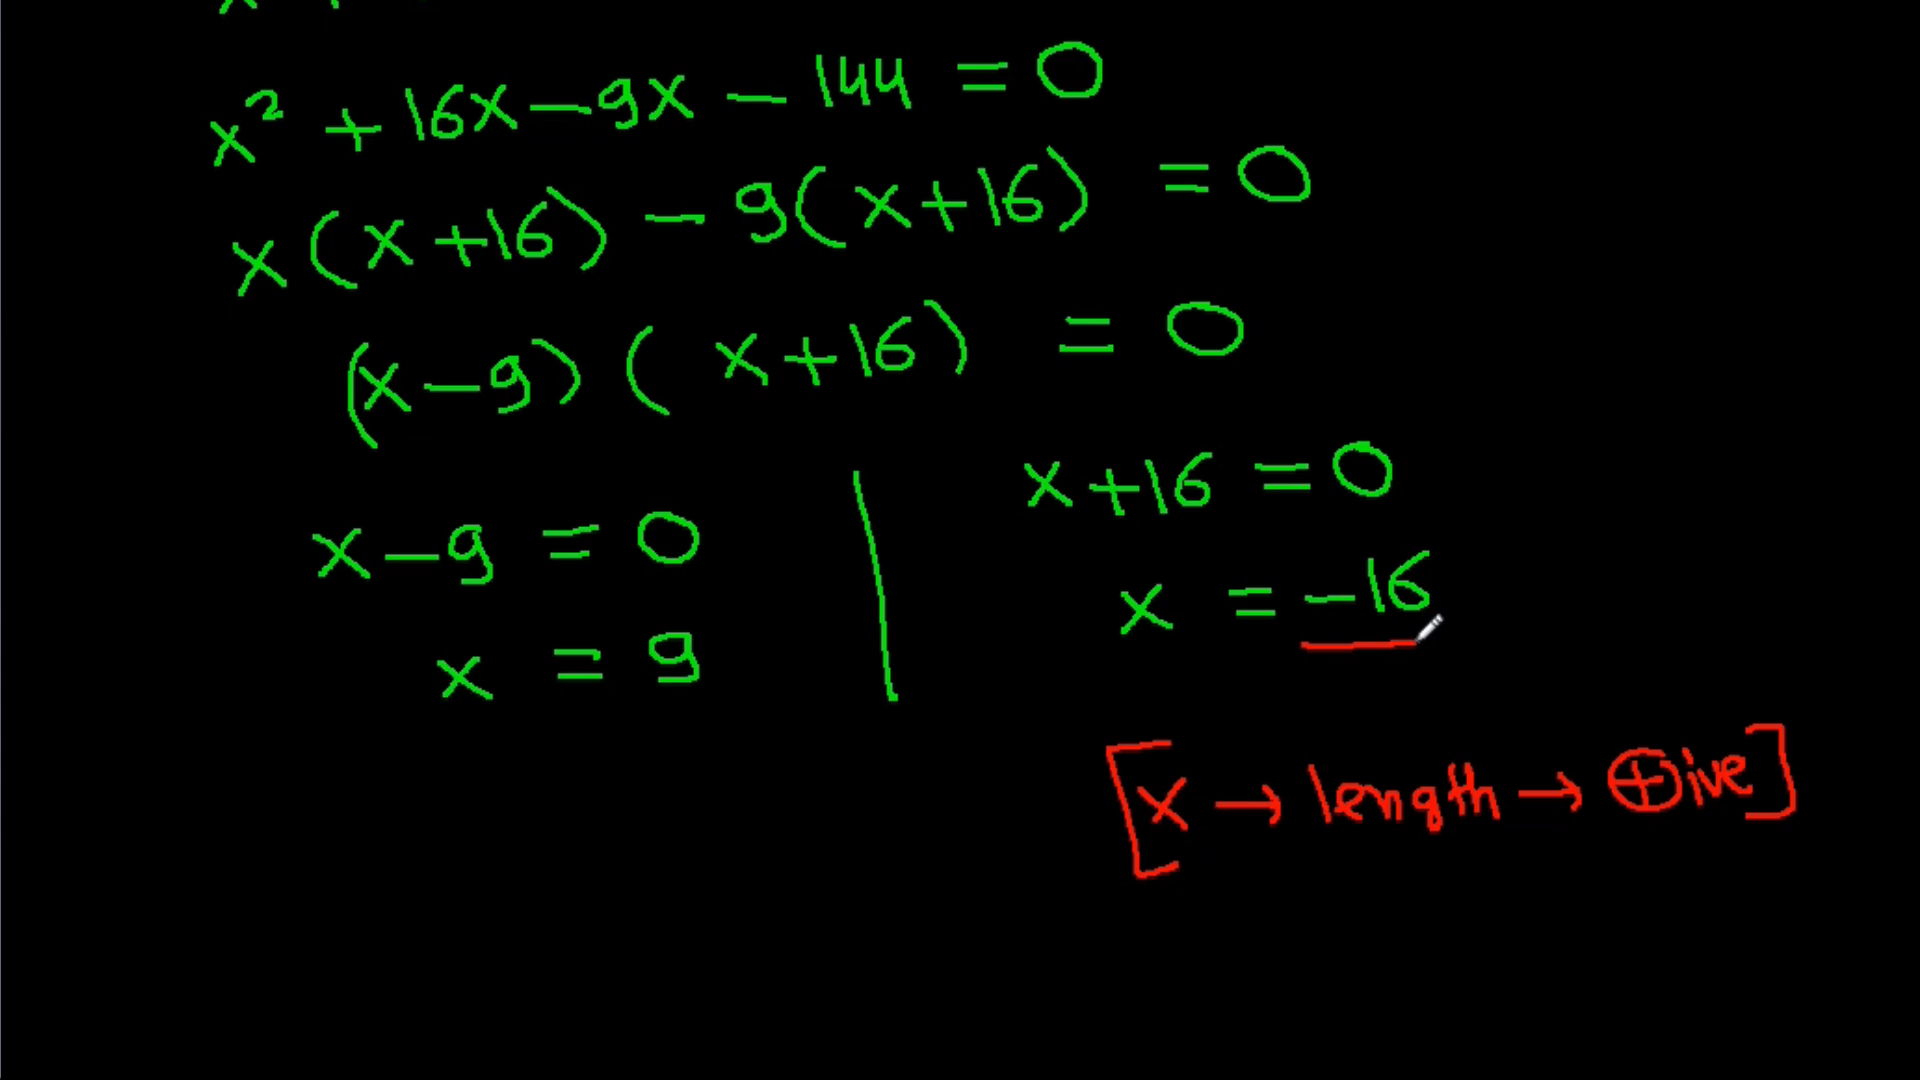 x² + 16x - 9x - 144 = 0
x (x + 16) - 9 (x + 16) = 0
(x - 9) (x + 16) = 0
x - 9 = 0
x = 9
x + 16 = 0
x = -16
[x → length → ⊕ive]